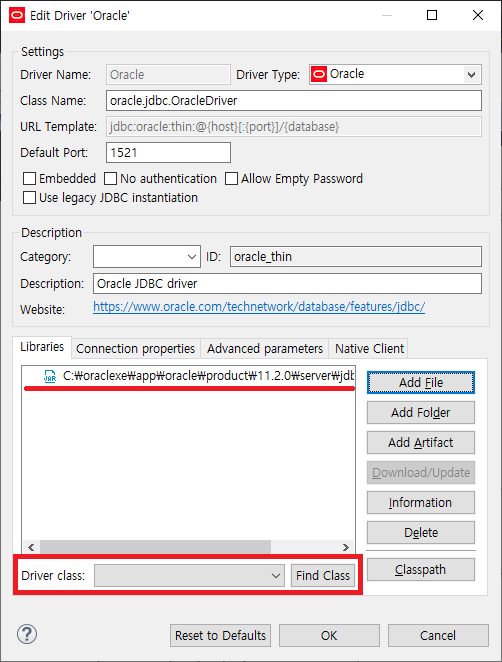 Edit Driver 'Oracle'
Settings
Driver Name: Oracle Driver Type: Oracle
Class Name: oracle.jdbc.OracleDriver
URL Template: jdbc:oracle:thin:@{host}[:{port}]/{database}
Default Port: 1521
Embedded No authentication Allow Empty Password
Use legacy JDBC instantiation
Description
Category: ID: oracle_thin
Description: Oracle JDBC driver
Website: https://www.oracle.com/technetwork/database/features/jdbc/
Libraries Connection properties Advanced parameters Native Client
JAR C:₩oraclexe₩app₩oracle₩product₩11.2.0₩server₩jdb
Add File
Add Folder
Add Artifact
Download/Update
Information
Delete
Classpath
Driver class: Find Class
? Reset to Defaults OK Cancel